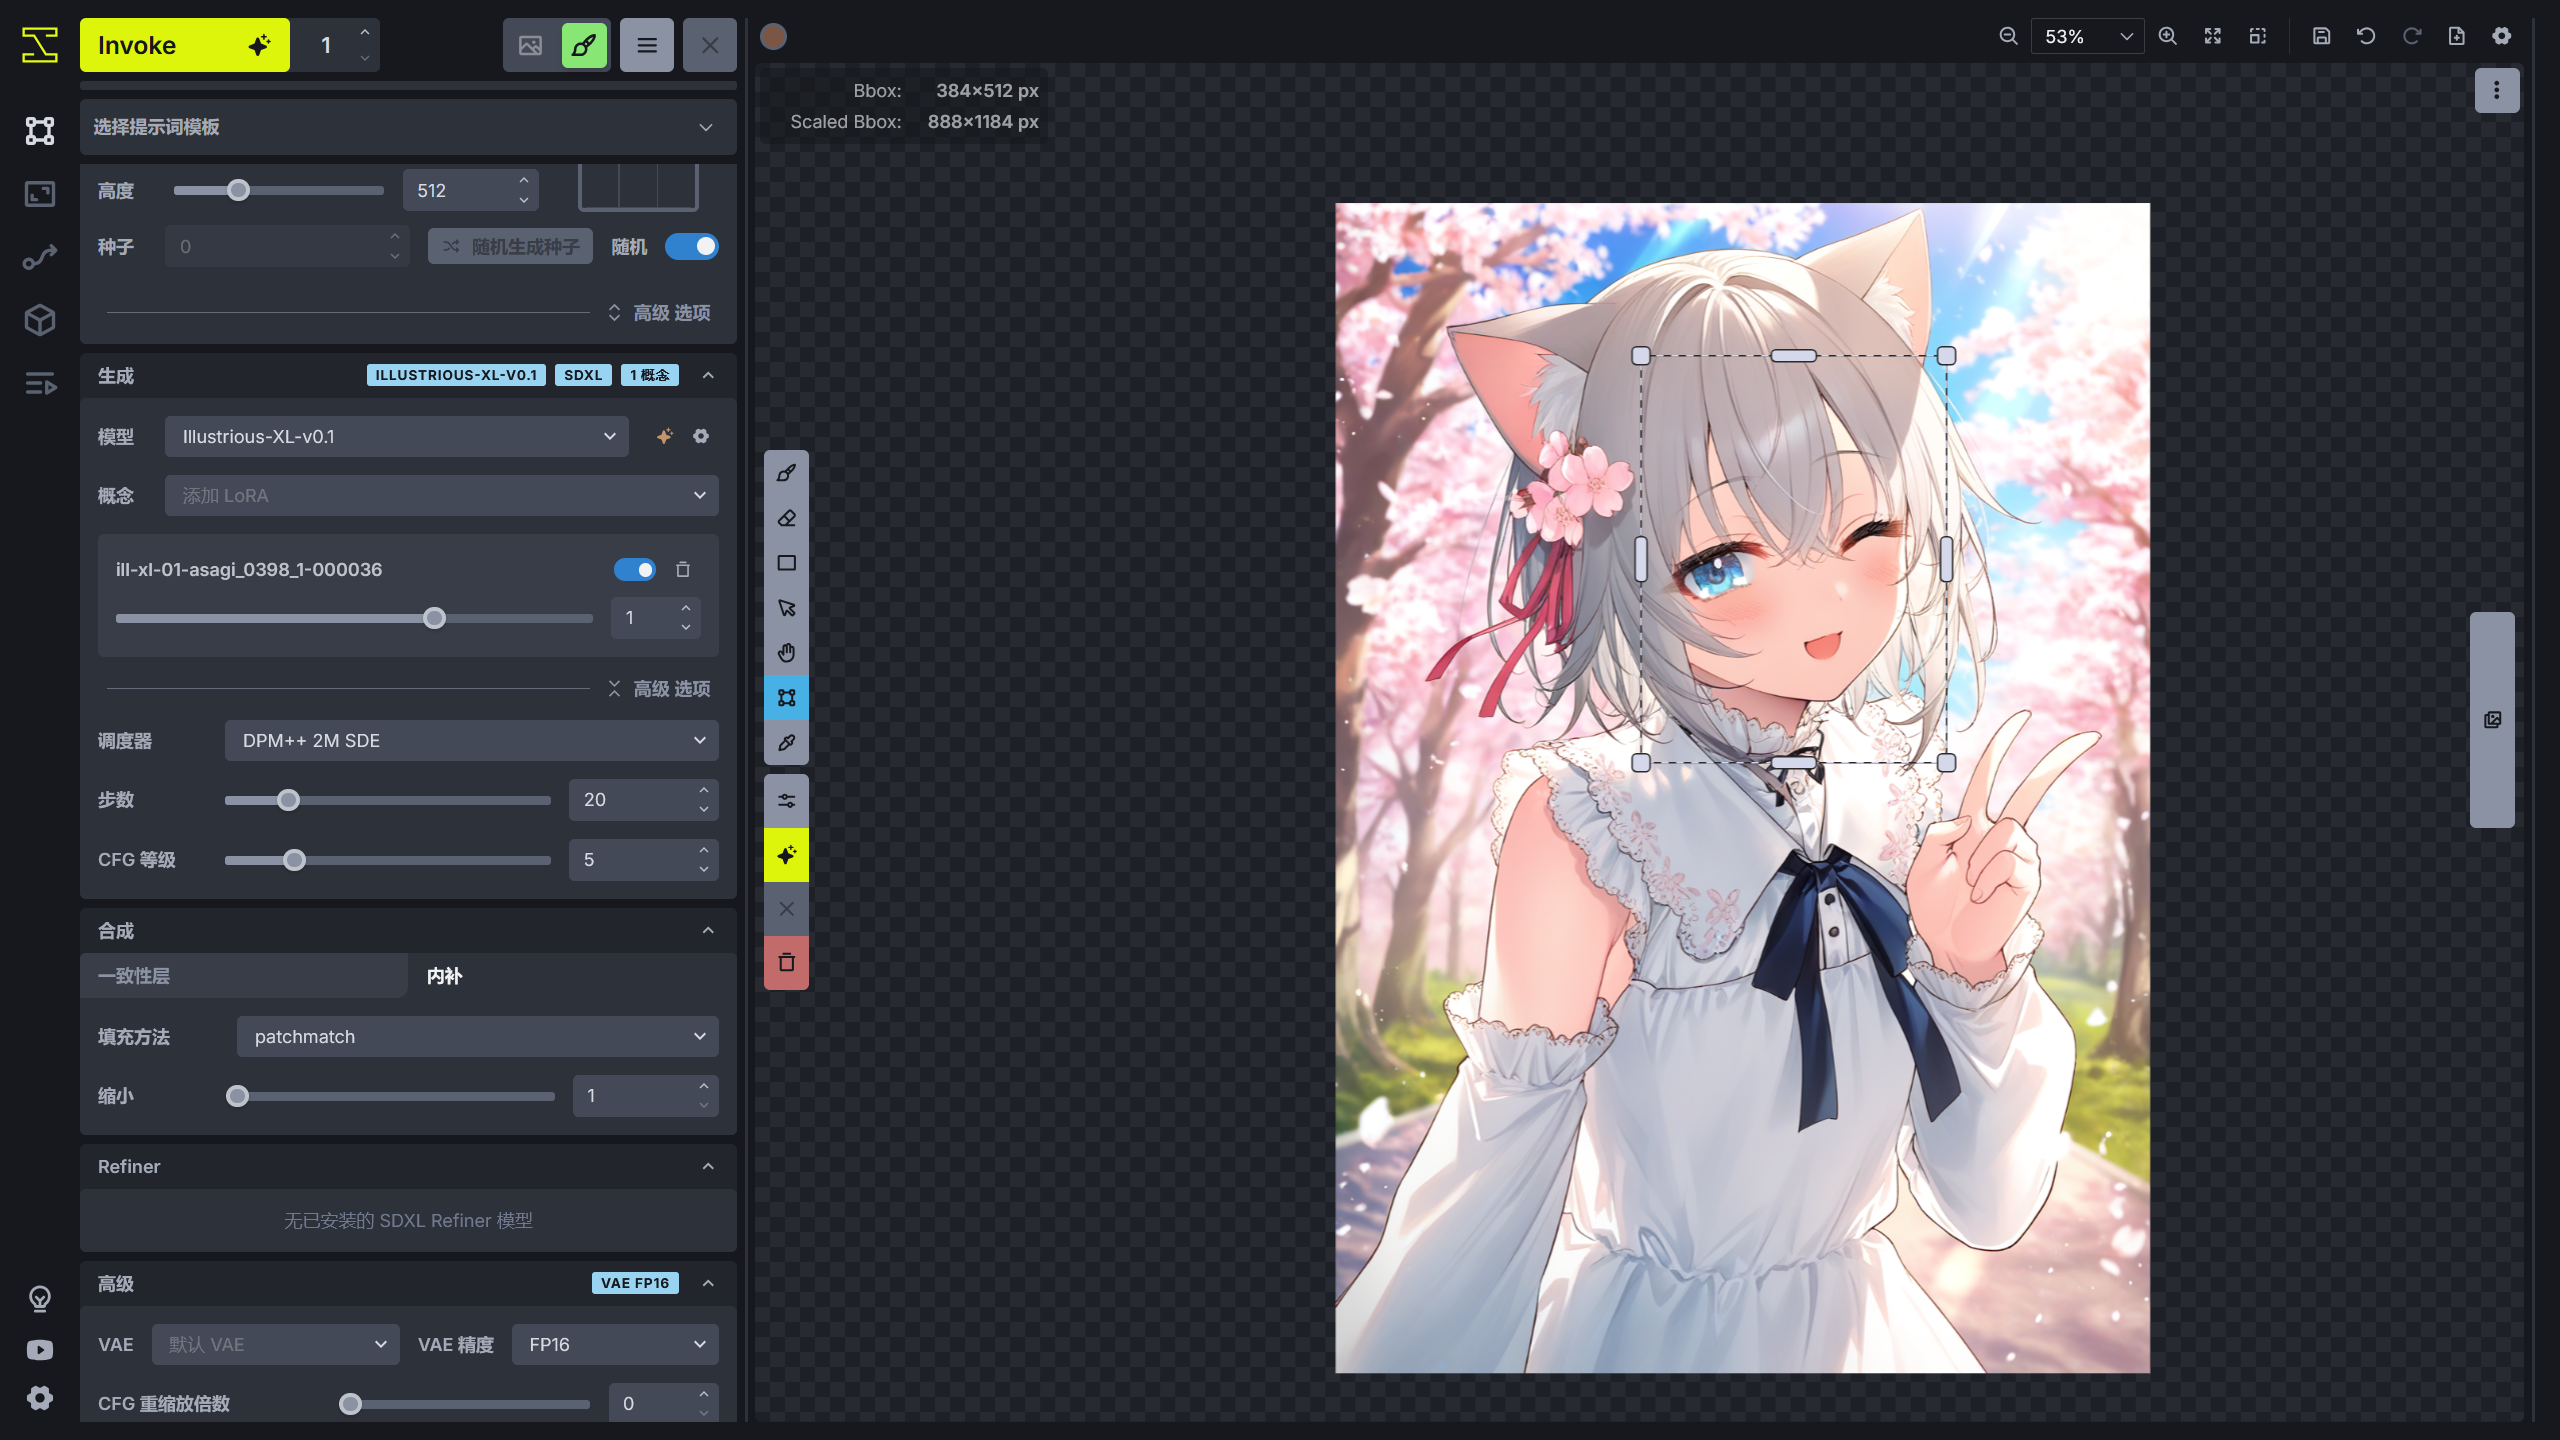 Invoke
1
53%
Bbox: 384×512 px
Scaled Bbox: 888×1184 px
选择提示词模板
高度 512
种子 0 随机生成种子 随机
高级 选项
生成 ILLUSTRIOUS-XL-V0.1 SDXL 1 概念
模型 Illustrious-XL-v0.1
概念 添加 LoRA
ill-xl-01-asagi_0398_1-000036
1
高级 选项
调度器 DPM++ 2M SDE
步数 20
CFG 等级 5
合成
一致性层 内补
填充方法 patchmatch
缩小 1
Refiner
无已安装的 SDXL Refiner 模型
高级 VAE FP16
VAE 默认 VAE VAE 精度 FP16
CFG 重缩放倍数 0